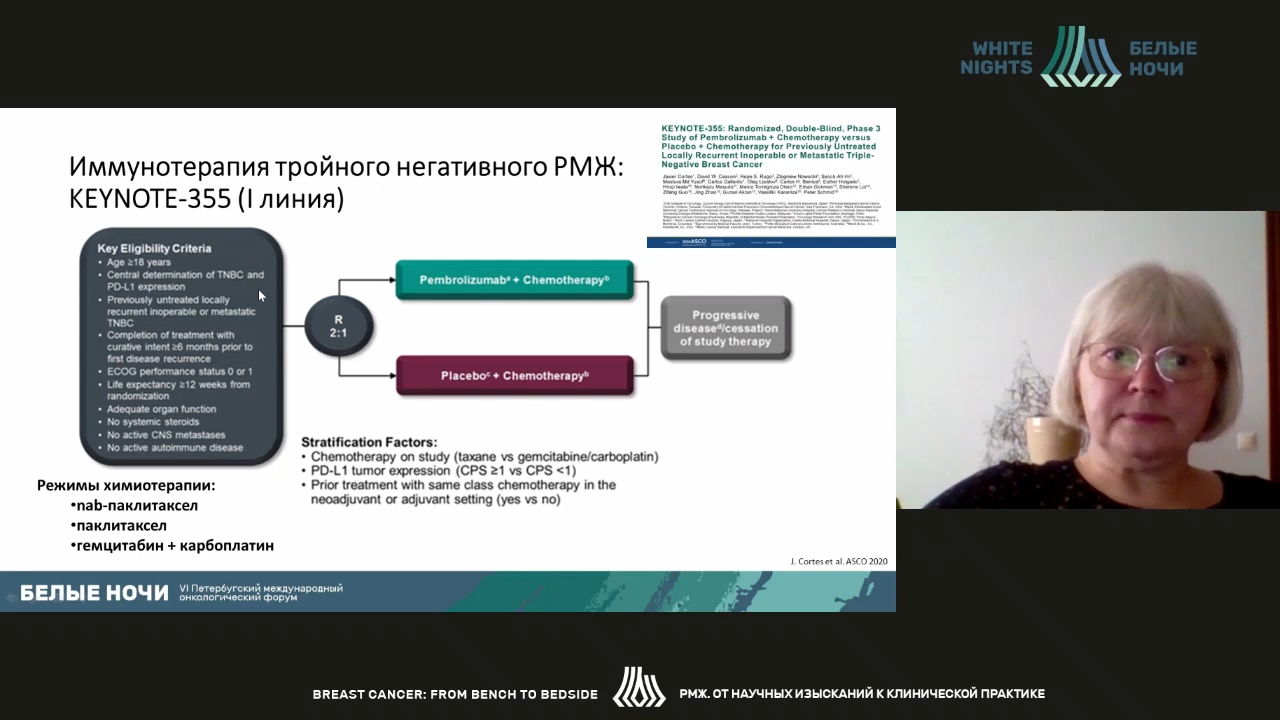 WHITE
NIGHTS
БЕЛЫЕ
НОЧИ
Иммунотерапия тройного негативного РМЖ:
KEYNOTE-355 (I линия)
KEYNOTE-355: Randomized, Double-Blind, Phase 3
Study of Pembrolizumab + Chemotherapy versus
Placebo + Chemotherapy for Previously Untreated
Locally Recurrent Inoperable or Metastatic Triple-
Negative Breast Cancer
Key Eligibility Criteria
• Age ≥18 years
• Central determination of TNBC and
PD-L1 expression
• Previously untreated locally
recurrent inoperable or metastatic
TNBC
• Completion of treatment with
curative intent ≥6 months prior to
first disease recurrence
• ECOG performance status 0 or 1
• Life expectancy ≥12 weeks from
randomization
• Adequate organ function
• No systemic steroids
• No active CNS metastases
• No active autoimmune disease
R
2:1
Pembrolizumabᵃ + Chemotherapyᵇ
Placeboᶜ + Chemotherapyᵇ
Progressive
diseaseᵈ/cessation
of study therapy
Stratification Factors:
• Chemotherapy on study (taxane vs gemcitabine/carboplatin)
• PD-L1 tumor expression (CPS ≥1 vs CPS <1)
• Prior treatment with same class chemotherapy in the
neoadjuvant or adjuvant setting (yes vs no)
Режимы химиотерапии:
•nab-паклитаксел
•паклитаксел
•гемцитабин + карбоплатин
J. Cortes et al. ASCO 2020
БЕЛЫЕ НОЧИ
VI Петербургский международный
онкологический форум
BREAST CANCER: FROM BENCH TO BEDSIDE
РМЖ. ОТ НАУЧНЫХ ИЗЫСКАНИЙ К КЛИНИЧЕСКОЙ ПРАКТИКЕ